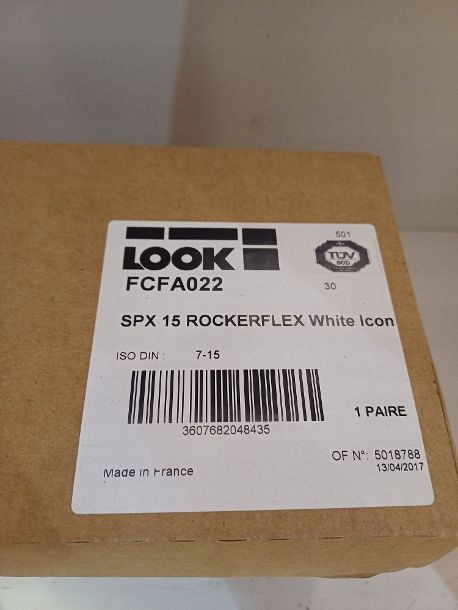 LOOK
501
TÜV
SÜD
FCFA022
30
SPX 15 ROCKERFLEX White Icon
ISO DIN : 7-15
3607682048435
1 PAIRE
OF N°: 5018788
13/04/2017
Made in France